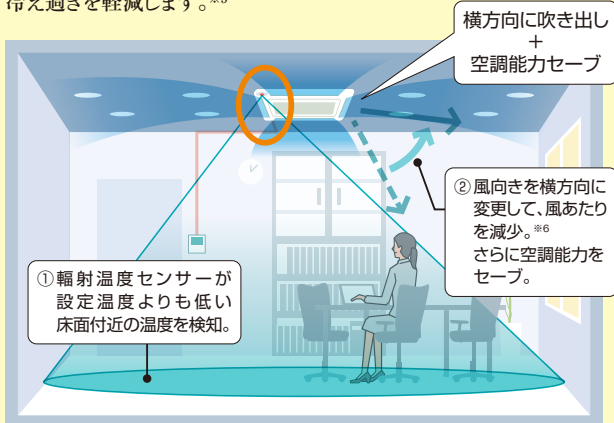 冷え過ぎを軽減します。※5
横方向に吹き出し
+
空調能力セーブ
②風向きを横方向に
変更して、風あたり
を減少。※6
さらに空調能力を
セーブ。
①輻射温度センサーが
設定温度よりも低い
床面付近の温度を検知。